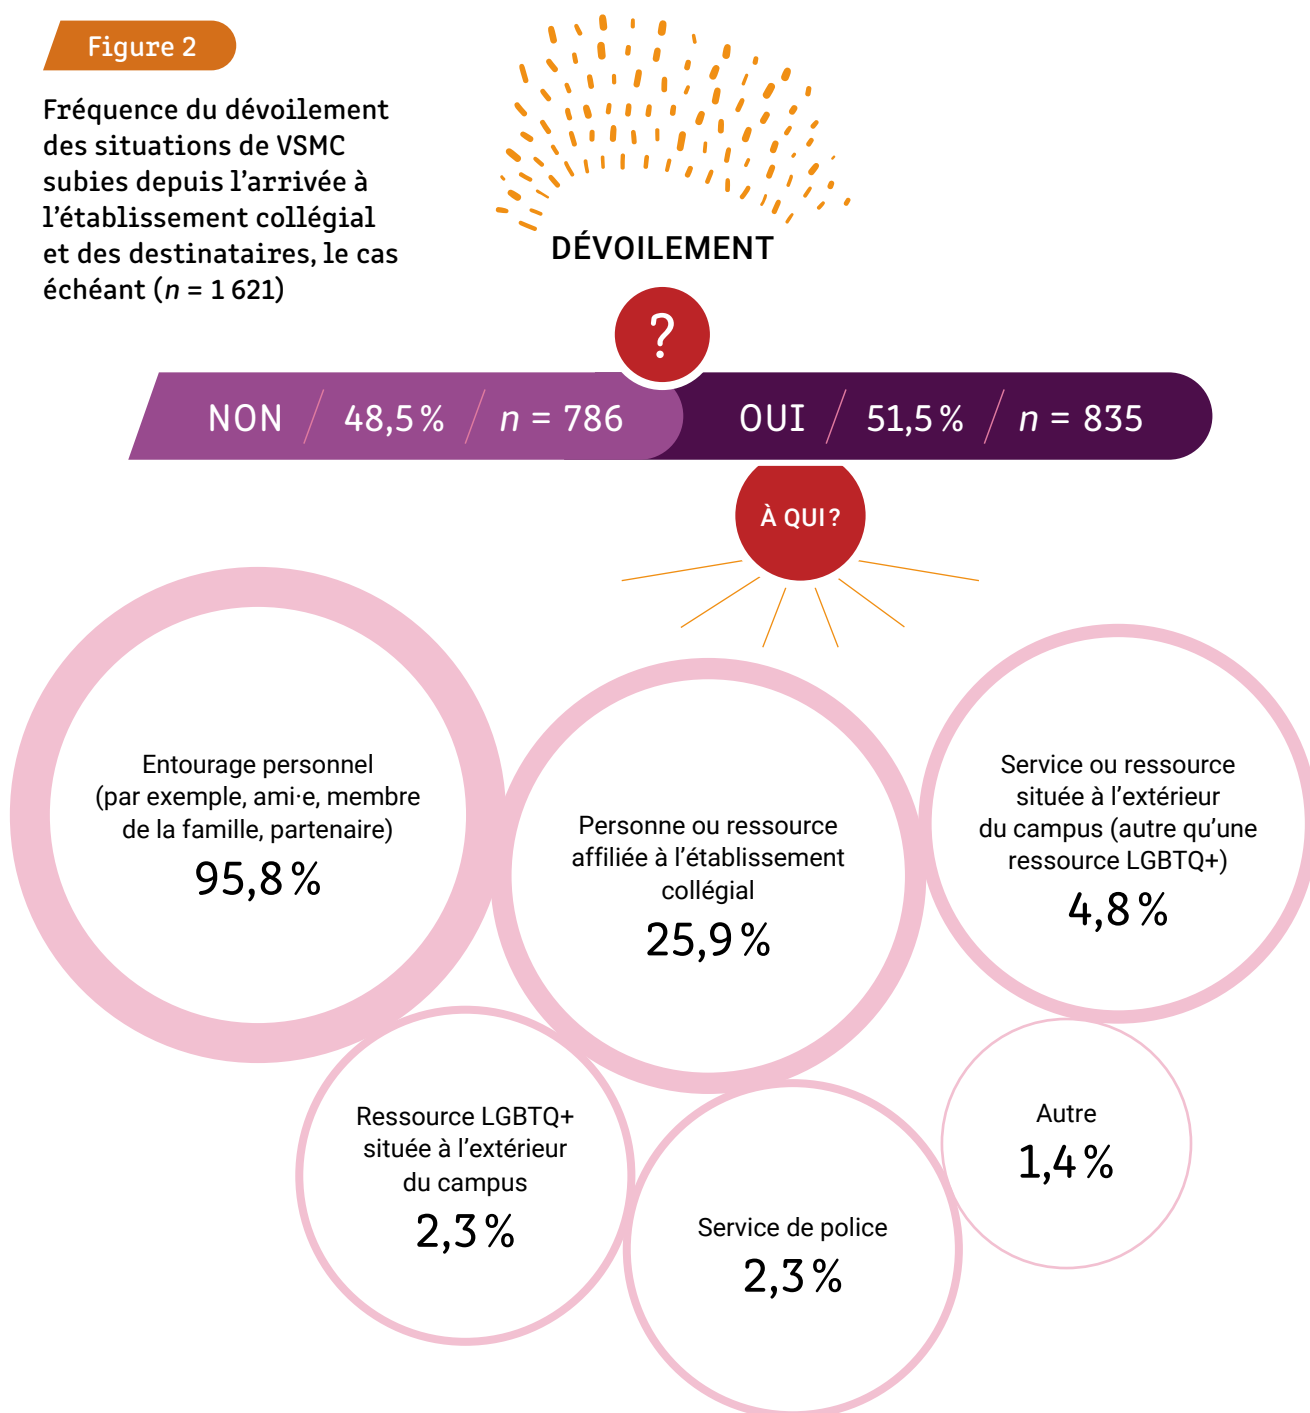 Figure 2
Fréquence du dévoilement
des situations de VSMC
subies depuis l'arrivée à
l'établissement collégial
et des destinataires, le cas
échéant (n = 1 621)
DÉVOILEMENT
?
NON / 48,5 % / n = 786
OUI / 51,5 % / n = 835
À QUI ?
Entourage personnel
(par exemple, ami·e, membre
de la famille, partenaire)
95,8 %
Personne ou ressource
affiliée à l'établissement
collégial
25,9 %
Service ou ressource
située à l'extérieur
du campus (autre qu'une
ressource LGBTQ+)
4,8 %
Ressource LGBTQ+
située à l'extérieur
du campus
2,3 %
Service de police
2,3 %
Autre
1,4 %